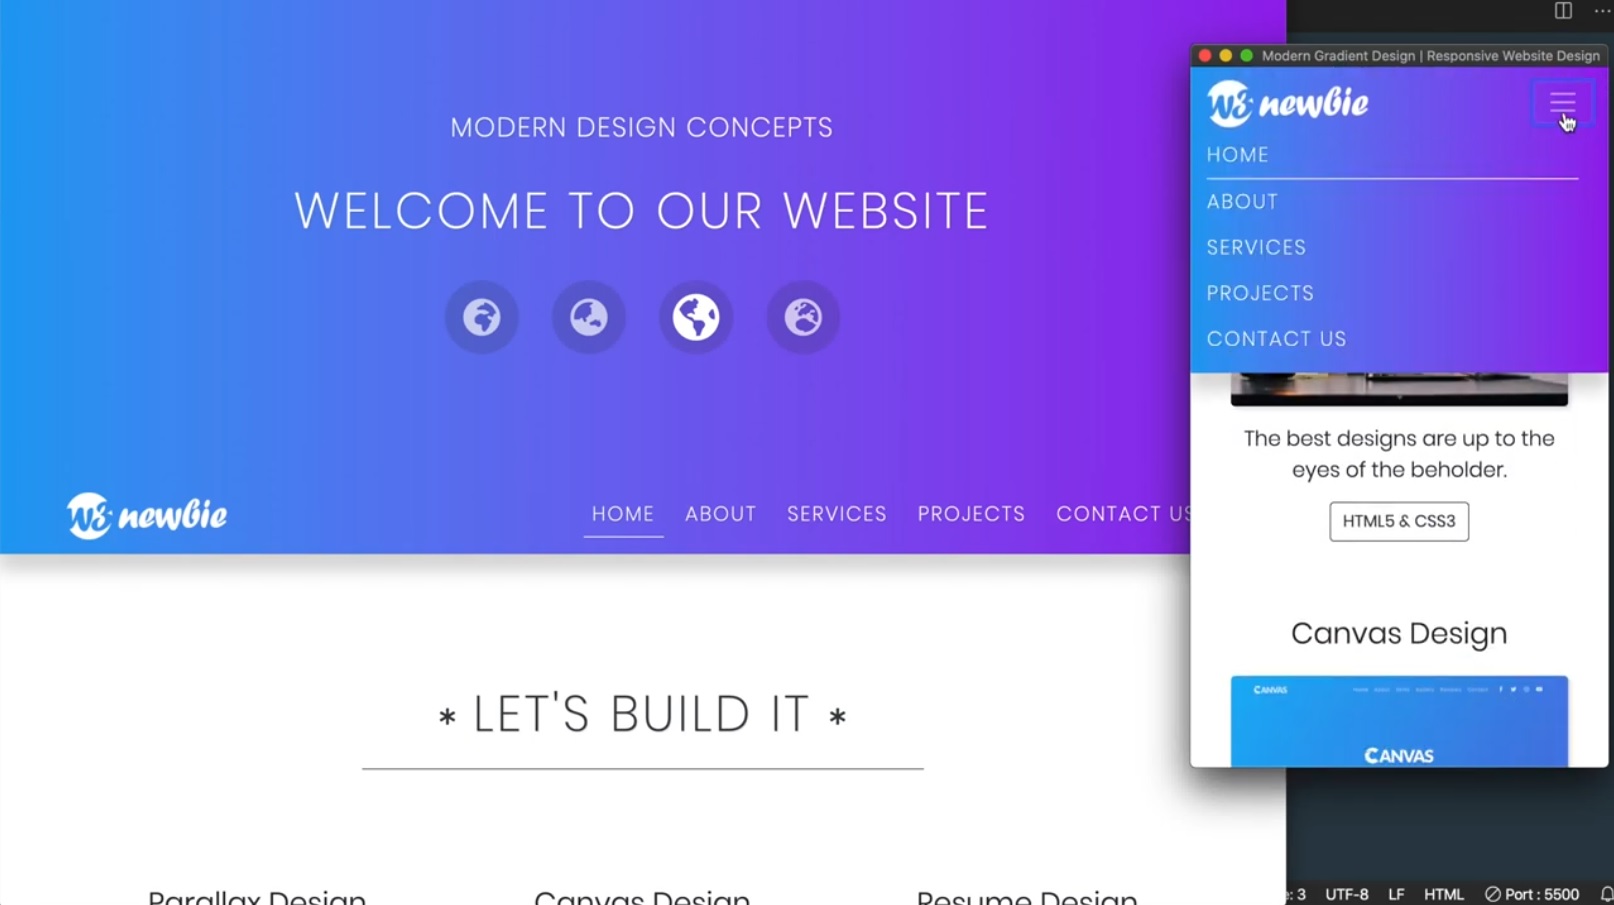 MODERN DESIGN CONCEPTS
WELCOME TO OUR WEBSITE
W3 newbie
HOME ABOUT SERVICES PROJECTS CONTACT US
* LET'S BUILD IT *
Parallax Design Canvas Design Resume Design
Modern Gradient Design | Responsive Website Design
W3 newbie
HOME
ABOUT
SERVICES
PROJECTS
CONTACT US
The best designs are up to the
eyes of the beholder.
HTML5 & CSS3
Canvas Design
CANVAS
CANVAS
: 3 UTF-8 LF HTML Port : 5500